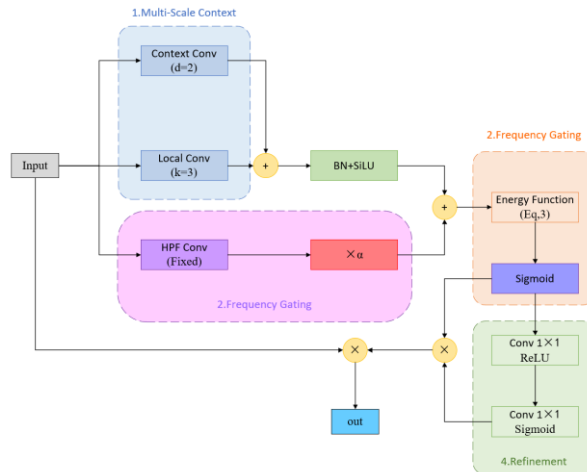 1.Multi-Scale Context
Context Conv
(d=2)
Input
Local Conv
(k=3)
+
BN+SiLU
+
2.Frequency Gating
Energy Function
(Eq,3)
Sigmoid
HPF Conv
(Fixed)
×α
2.Frequency Gating
×
×
out
Conv 1×1
ReLU
Conv 1×1
Sigmoid
4.Refinement